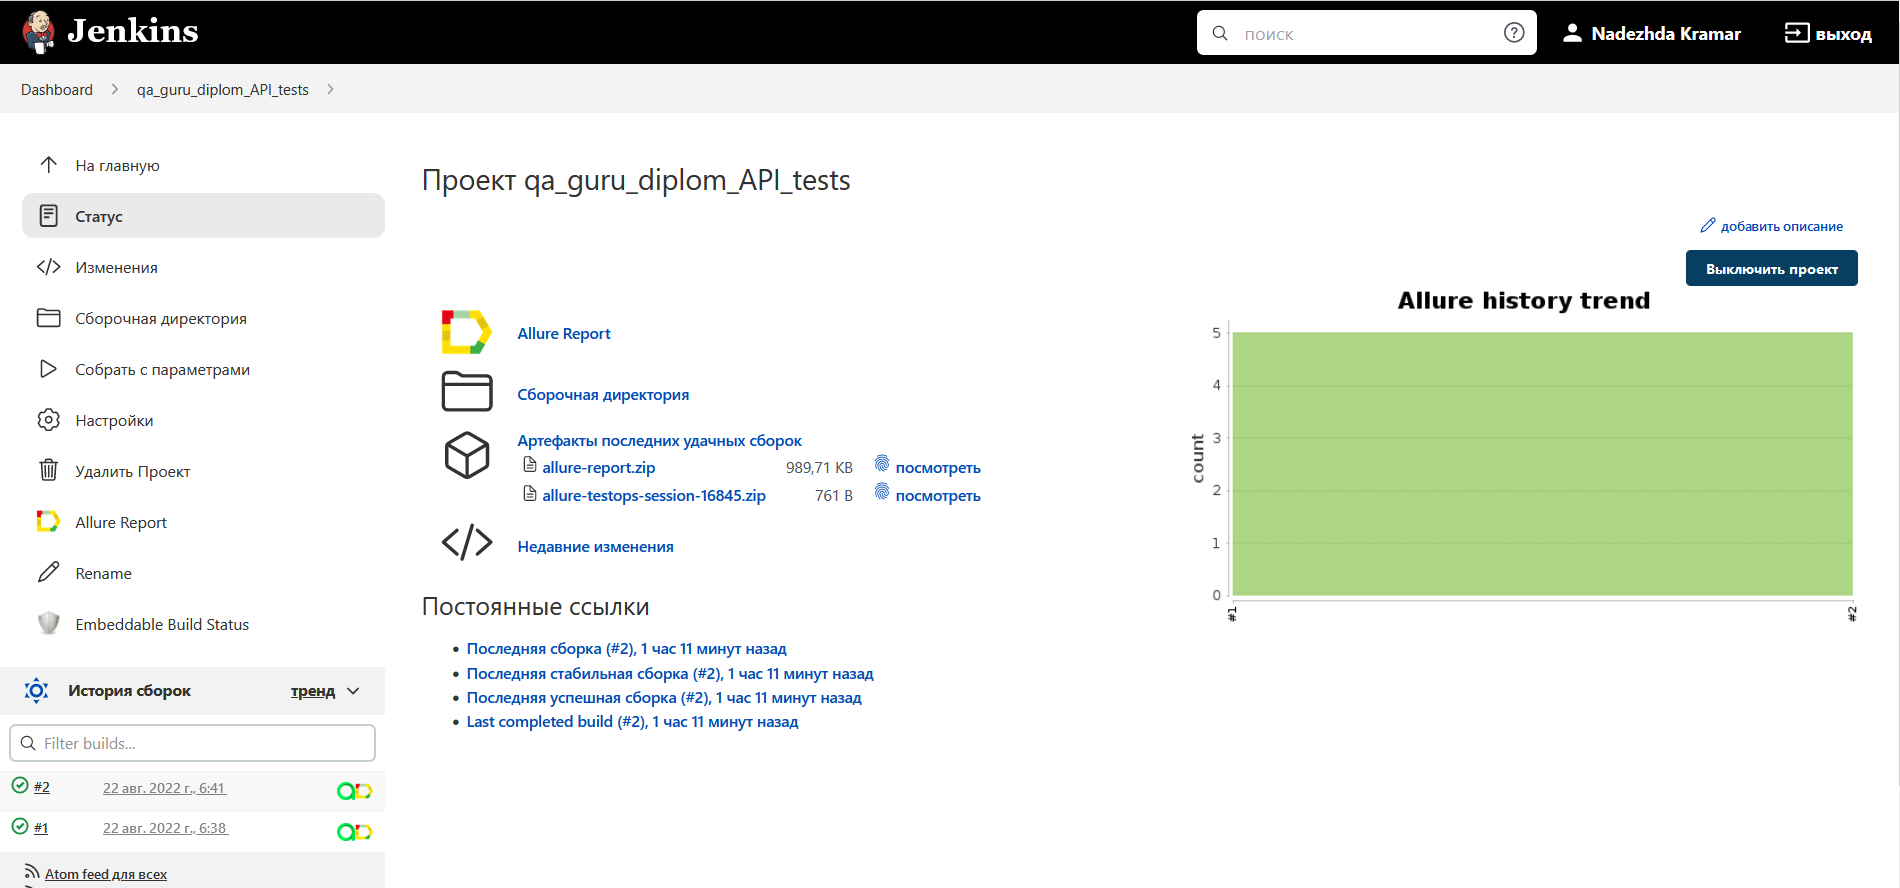 Jenkins
поиск
Nadezhda Kramar
выход
Dashboard
qa_guru_diplom_API_tests
На главную
Статус
Изменения
Сборочная директория
Собрать с параметрами
Настройки
Удалить Проект
Allure Report
Rename
Embeddable Build Status
История сборок
тренд
Filter builds...
#2 22 авг. 2022 г., 6:41
#1 22 авг. 2022 г., 6:38
Atom feed для всех
Проект qa_guru_diplom_API_tests
добавить описание
Выключить проект
Allure Report
Сборочная директория
Артефакты последних удачных сборок
allure-report.zip 989,71 KB посмотреть
allure-testops-session-16845.zip 761 B посмотреть
Недавние изменения
Постоянные ссылки
Последняя сборка (#2), 1 час 11 минут назад
Последняя стабильная сборка (#2), 1 час 11 минут назад
Последняя успешная сборка (#2), 1 час 11 минут назад
Last completed build (#2), 1 час 11 минут назад
Allure history trend
count
5
4
3
2
1
0
#1
#2